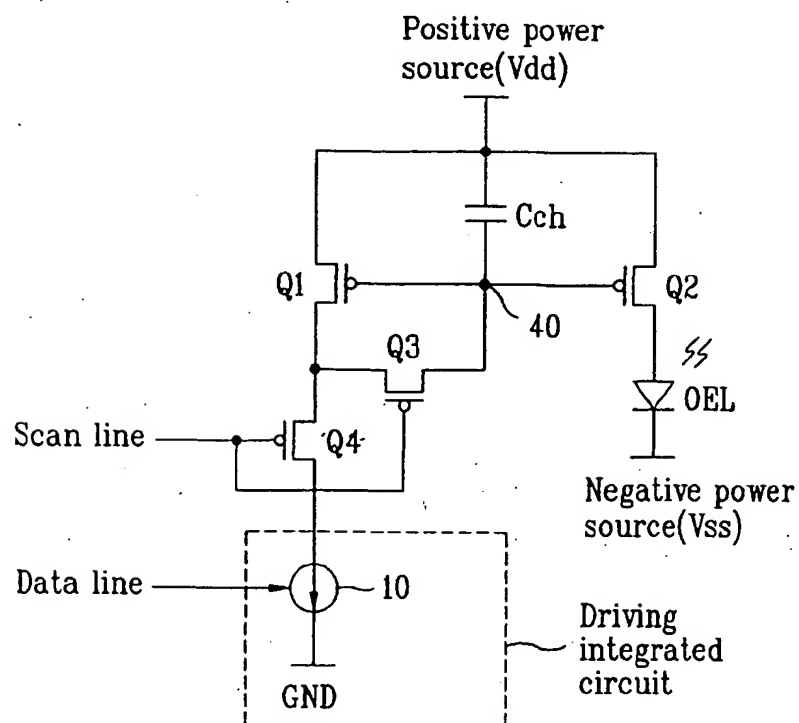 Positive power
source(Vdd)
Cch
Q1
Q2
40
Q3
OEL
Scan line
Q4
Negative power
source(Vss)
Data line
10
Driving
integrated
circuit
GND